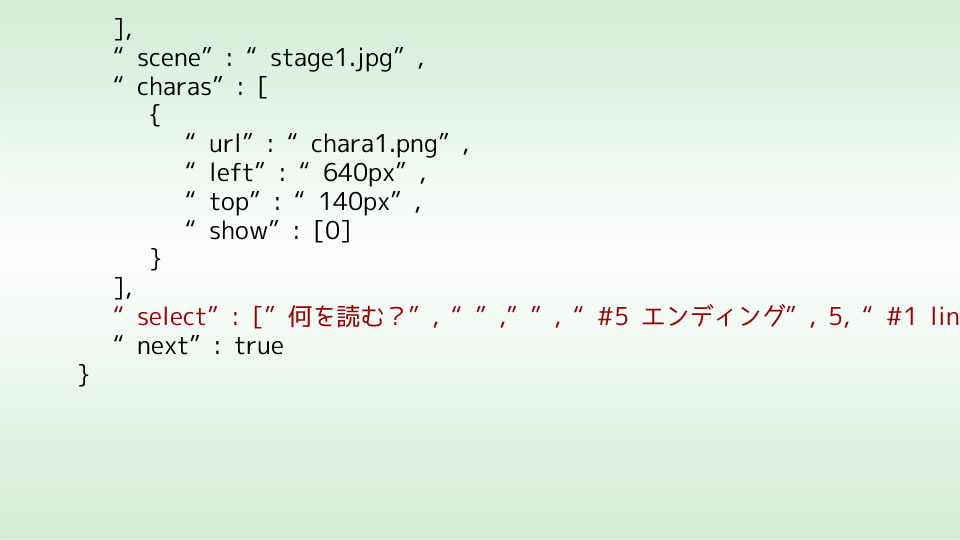 ],
“ scene” : “ stage1.jpg” ,
“ charas” : [
{
“ url” : “ chara1.png” ,
“ left” : “ 640px” ,
“ top” : “ 140px” ,
“ show” : [0]
}
],
“ select” : [” 何を読む？” , “ ” ,” ” , “ #5 エンディング” , 5, “ #1 lin
“ next” : true
}